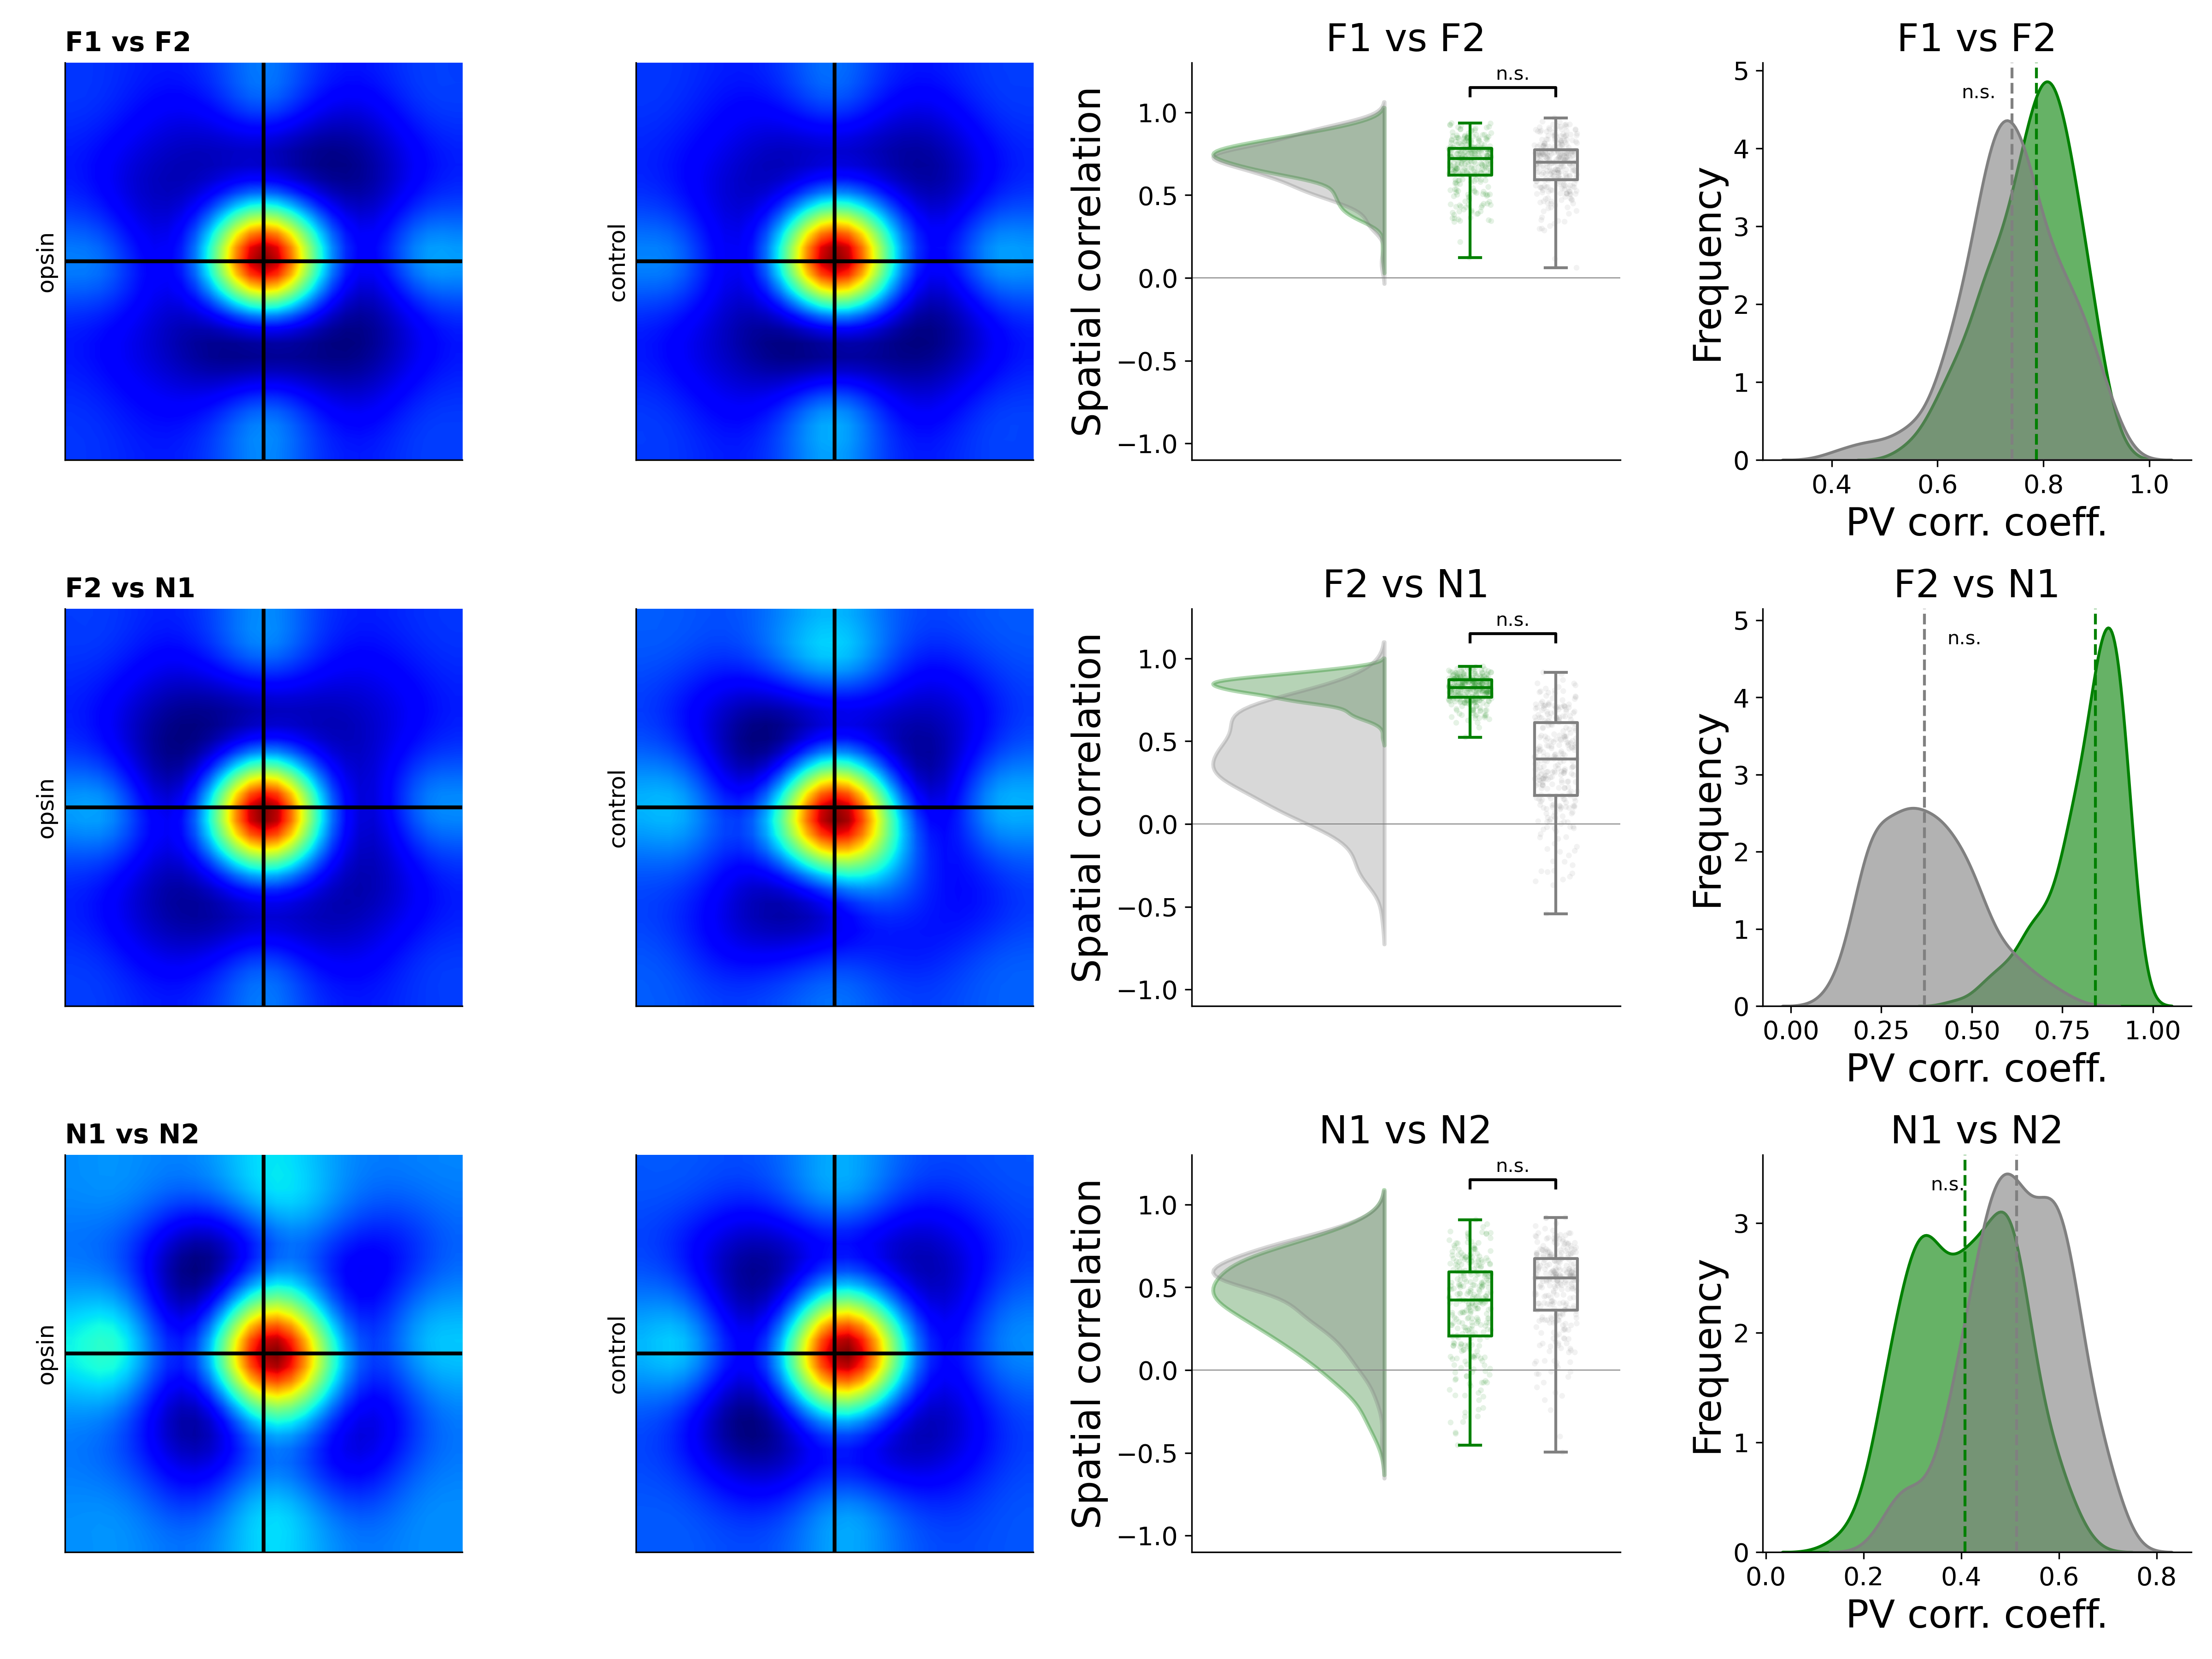 F1 vs F2
opsin
control
F1 vs F2
Spatial correlation
1.0
0.5
0.0
−0.5
−1.0
n.s.
F1 vs F2
Frequency
5
4
3
2
1
0
n.s.
0.4 0.6 0.8 1.0
PV corr. coeff.
F2 vs N1
opsin
control
F2 vs N1
Spatial correlation
1.0
0.5
0.0
−0.5
−1.0
n.s.
F2 vs N1
Frequency
5
4
3
2
1
0
n.s.
0.00 0.25 0.50 0.75 1.00
PV corr. coeff.
N1 vs N2
opsin
control
N1 vs N2
Spatial correlation
1.0
0.5
0.0
−0.5
−1.0
n.s.
N1 vs N2
Frequency
3
2
1
0
n.s.
0.0 0.2 0.4 0.6 0.8
PV corr. coeff.